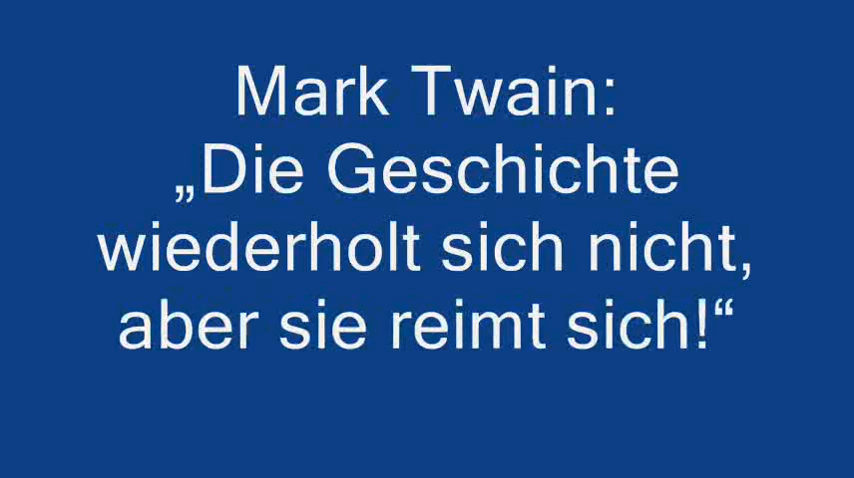 Mark Twain:
„Die Geschichte
wiederholt sich nicht,
aber sie reimt sich!“